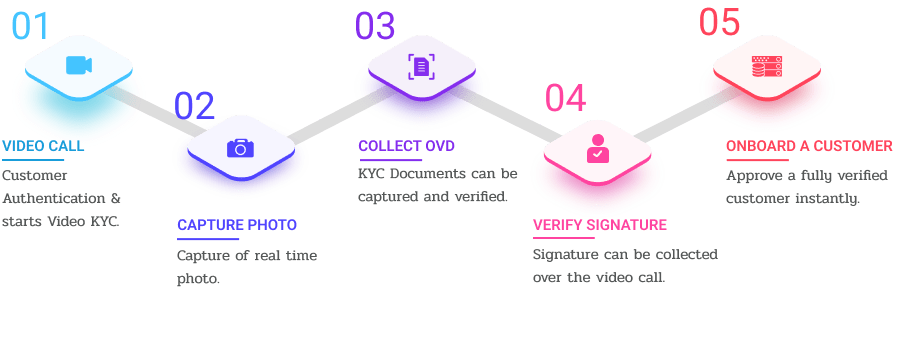 01
VIDEO CALL
Customer
Authentication &
starts Video KYC.
02
CAPTURE PHOTO
Capture of real time
photo.
03
COLLECT OVD
KYC Documents can be
captured and verified.
04
VERIFY SIGNATURE
Signature can be collected
over the video call.
05
ONBOARD A CUSTOMER
Approve a fully verified
customer instantly.